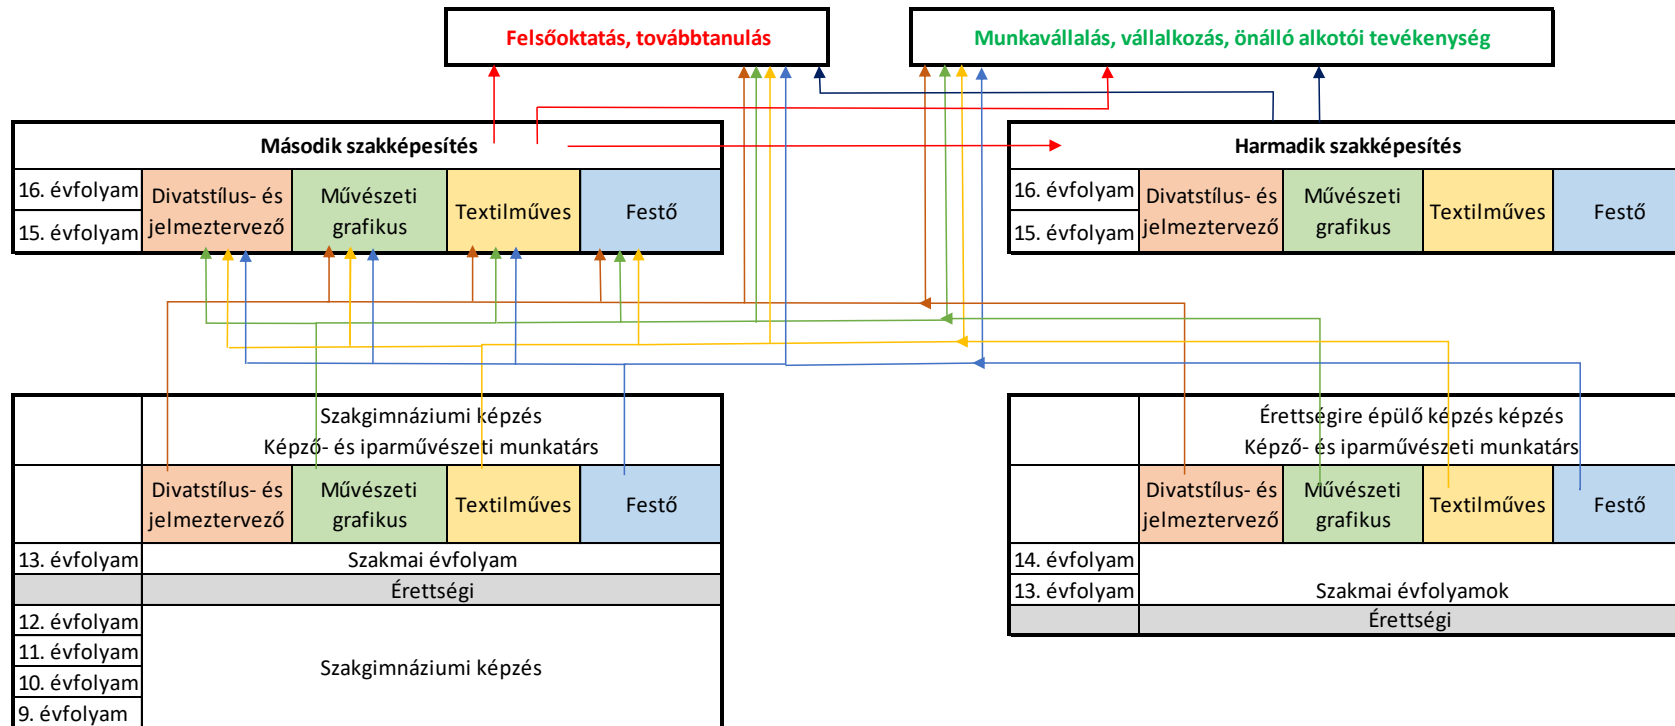 Felsőoktatás, továbbtanulás
Munkavállalás, vállalkozás, önálló alkotói tevékenység
Második szakképesítés
16. évfolyam
15. évfolyam
Divatstílus- és
jelmeztervező
Művészeti
grafikus
Textilműves
Festő
Harmadik szakképesítés
16. évfolyam
15. évfolyam
Divatstílus- és
jelmeztervező
Művészeti
grafikus
Textilműves
Festő
Szakgimnáziumi képzés
Képző- és iparművészeti munkatárs
Divatstílus- és
jelmeztervező
Művészeti
grafikus
Textilműves
Festő
13. évfolyam
Szakmai évfolyam
Érettségi
12. évfolyam
11. évfolyam
10. évfolyam
9. évfolyam
Szakgimnáziumi képzés
Érettségire épülő képzés képzés
Képző- és iparművészeti munkatárs
Divatstílus- és
jelmeztervező
Művészeti
grafikus
Textilműves
Festő
14. évfolyam
13. évfolyam
Szakmai évfolyamok
Érettségi